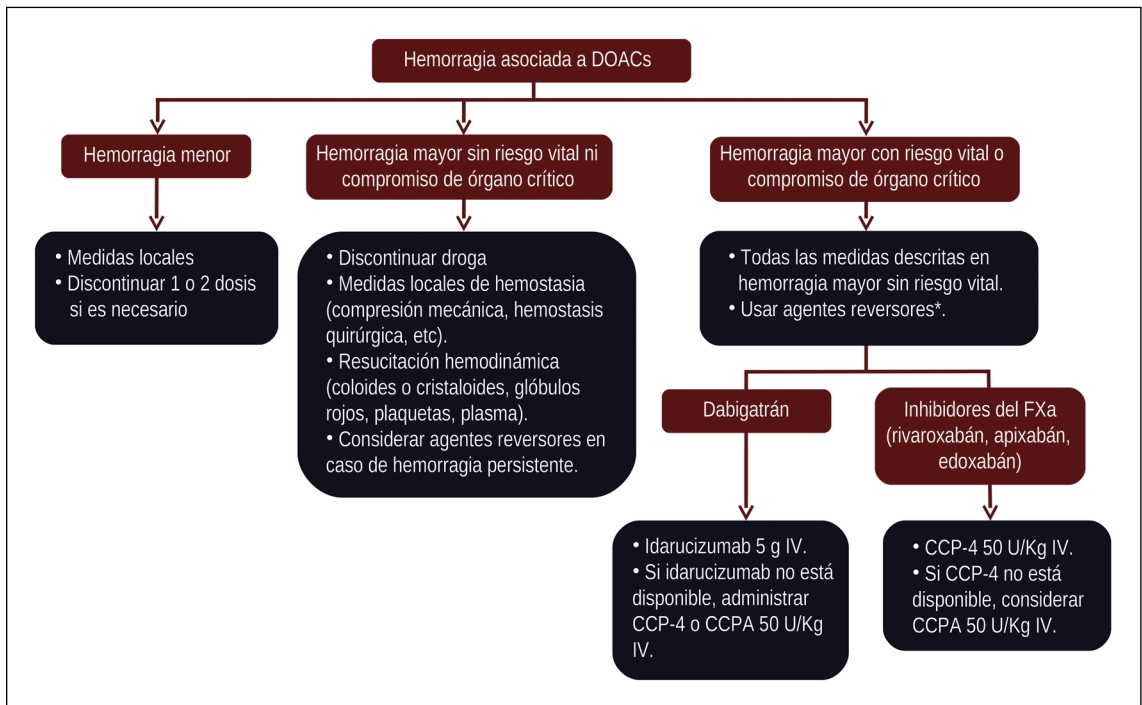 Hemorragia asociada a DOACs
Hemorragia menor
Hemorragia mayor sin riesgo vital ni
compromiso de órgano crítico
Hemorragia mayor con riesgo vital o
compromiso de órgano crítico
• Medidas locales
• Discontinuar 1 o 2 dosis
si es necesario
• Discontinuar droga
• Medidas locales de hemostasia
(compresión mecánica, hemostasis
quirúrgica, etc).
• Resucitación hemodinámica
(coloides o cristaloides, glóbulos
rojos, plaquetas, plasma).
• Considerar agentes reversores en
caso de hemorragia persistente.
• Todas las medidas descritas en
hemorragia mayor sin riesgo vital.
• Usar agentes reversores*.
Dabigatrán
Inhibidores del FXa
(rivaroxabán, apixabán,
edoxabán)
• Idarucizumab 5 g IV.
• Si idarucizumab no está
disponible, administrar
CCP-4 o CCPA 50 U/Kg
IV.
• CCP-4 50 U/Kg IV.
• Si CCP-4 no está
disponible, considerar
CCPA 50 U/Kg IV.